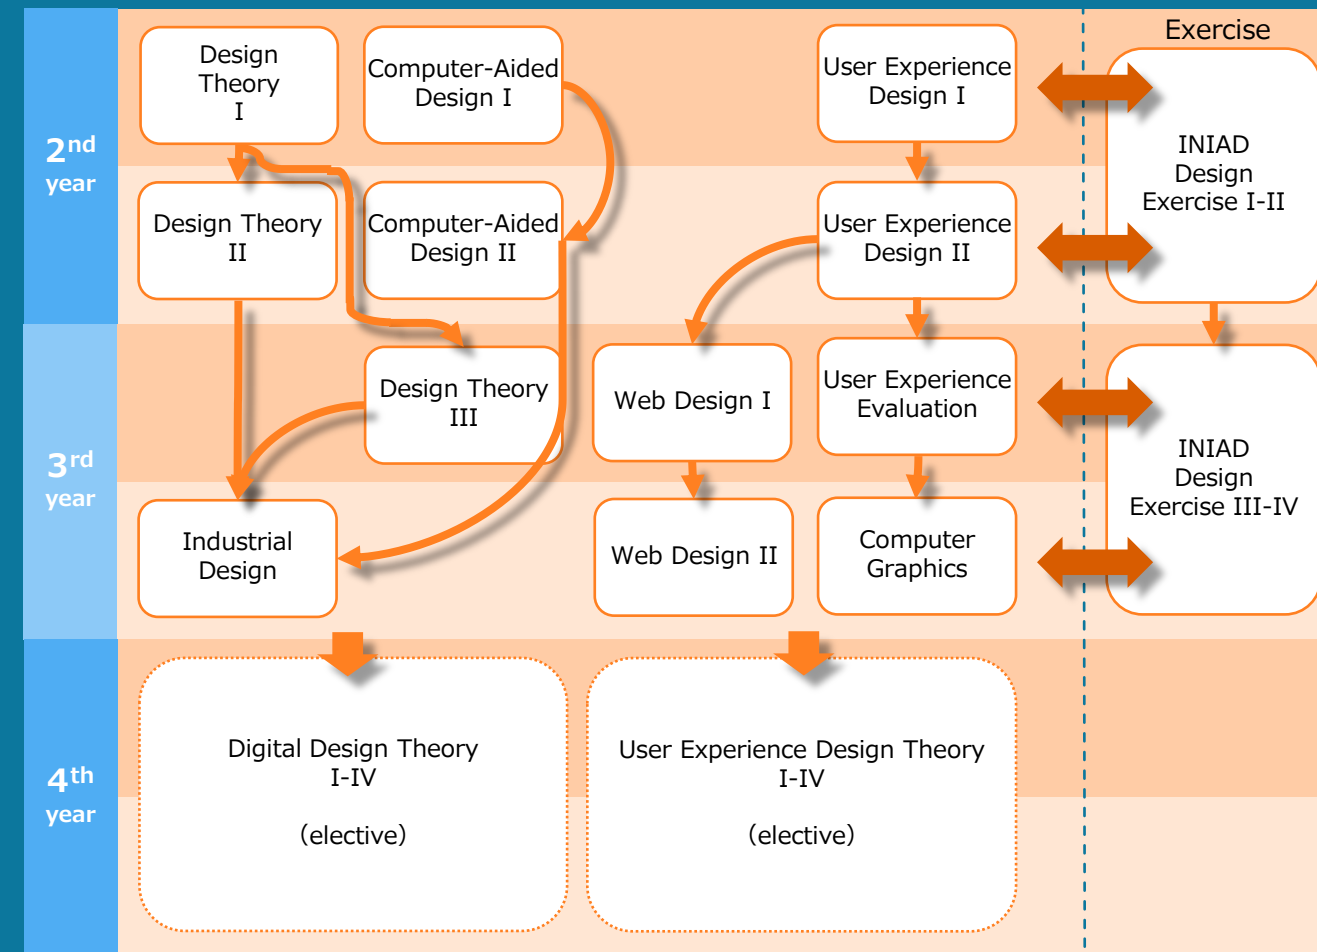 Exercise
2nd
year
Design
Theory
I
Computer-Aided
Design I
User Experience
Design I
INIAD
Design
Exercise I-II
Design Theory
II
Computer-Aided
Design II
User Experience
Design II
3rd
year
Design Theory
III
Web Design I
User Experience
Evaluation
INIAD
Design
Exercise III-IV
Industrial
Design
Web Design II
Computer
Graphics
4th
year
Digital Design Theory
I-IV
(elective)
User Experience Design Theory
I-IV
(elective)